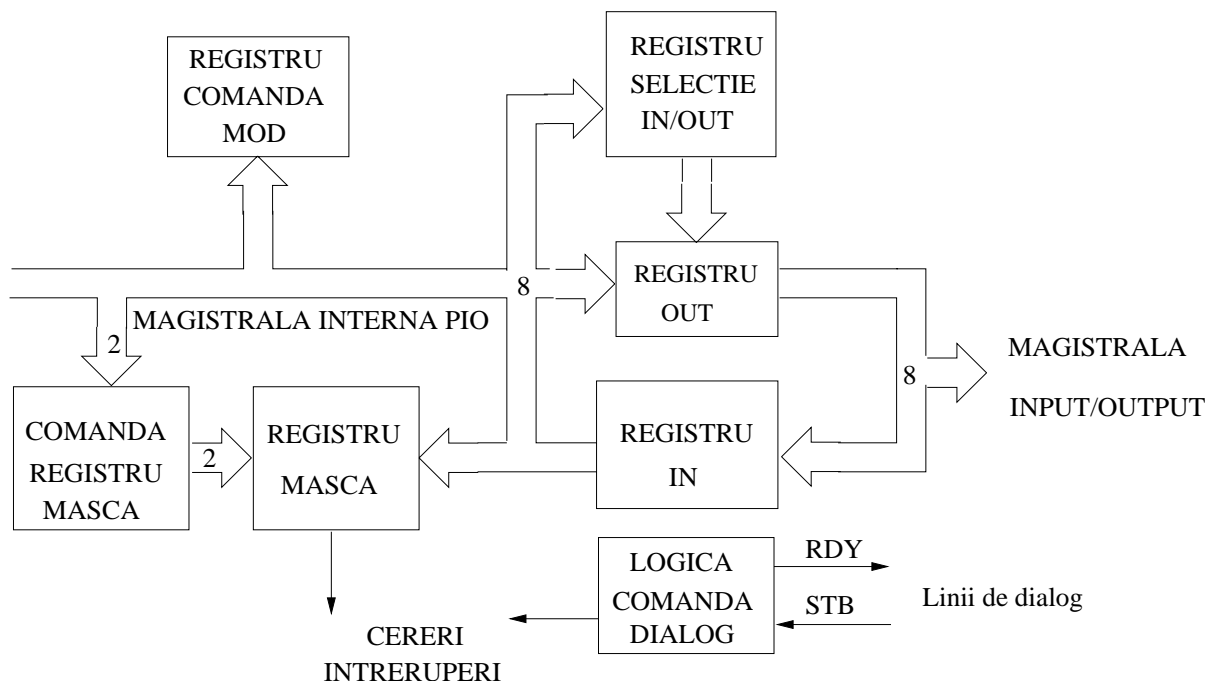 REGISTRU
COMANDA
MOD
REGISTRU
SELECTIE
IN/OUT
8
REGISTRU
OUT
MAGISTRALA INTERNA PIO
2
MAGISTRALA
INPUT/OUTPUT
8
COMANDA
REGISTRU
MASCA
2
REGISTRU
MASCA
REGISTRU
IN
LOGICA
COMANDA
DIALOG
RDY
STB
Linii de dialog
CERERI
INTRERUPERI